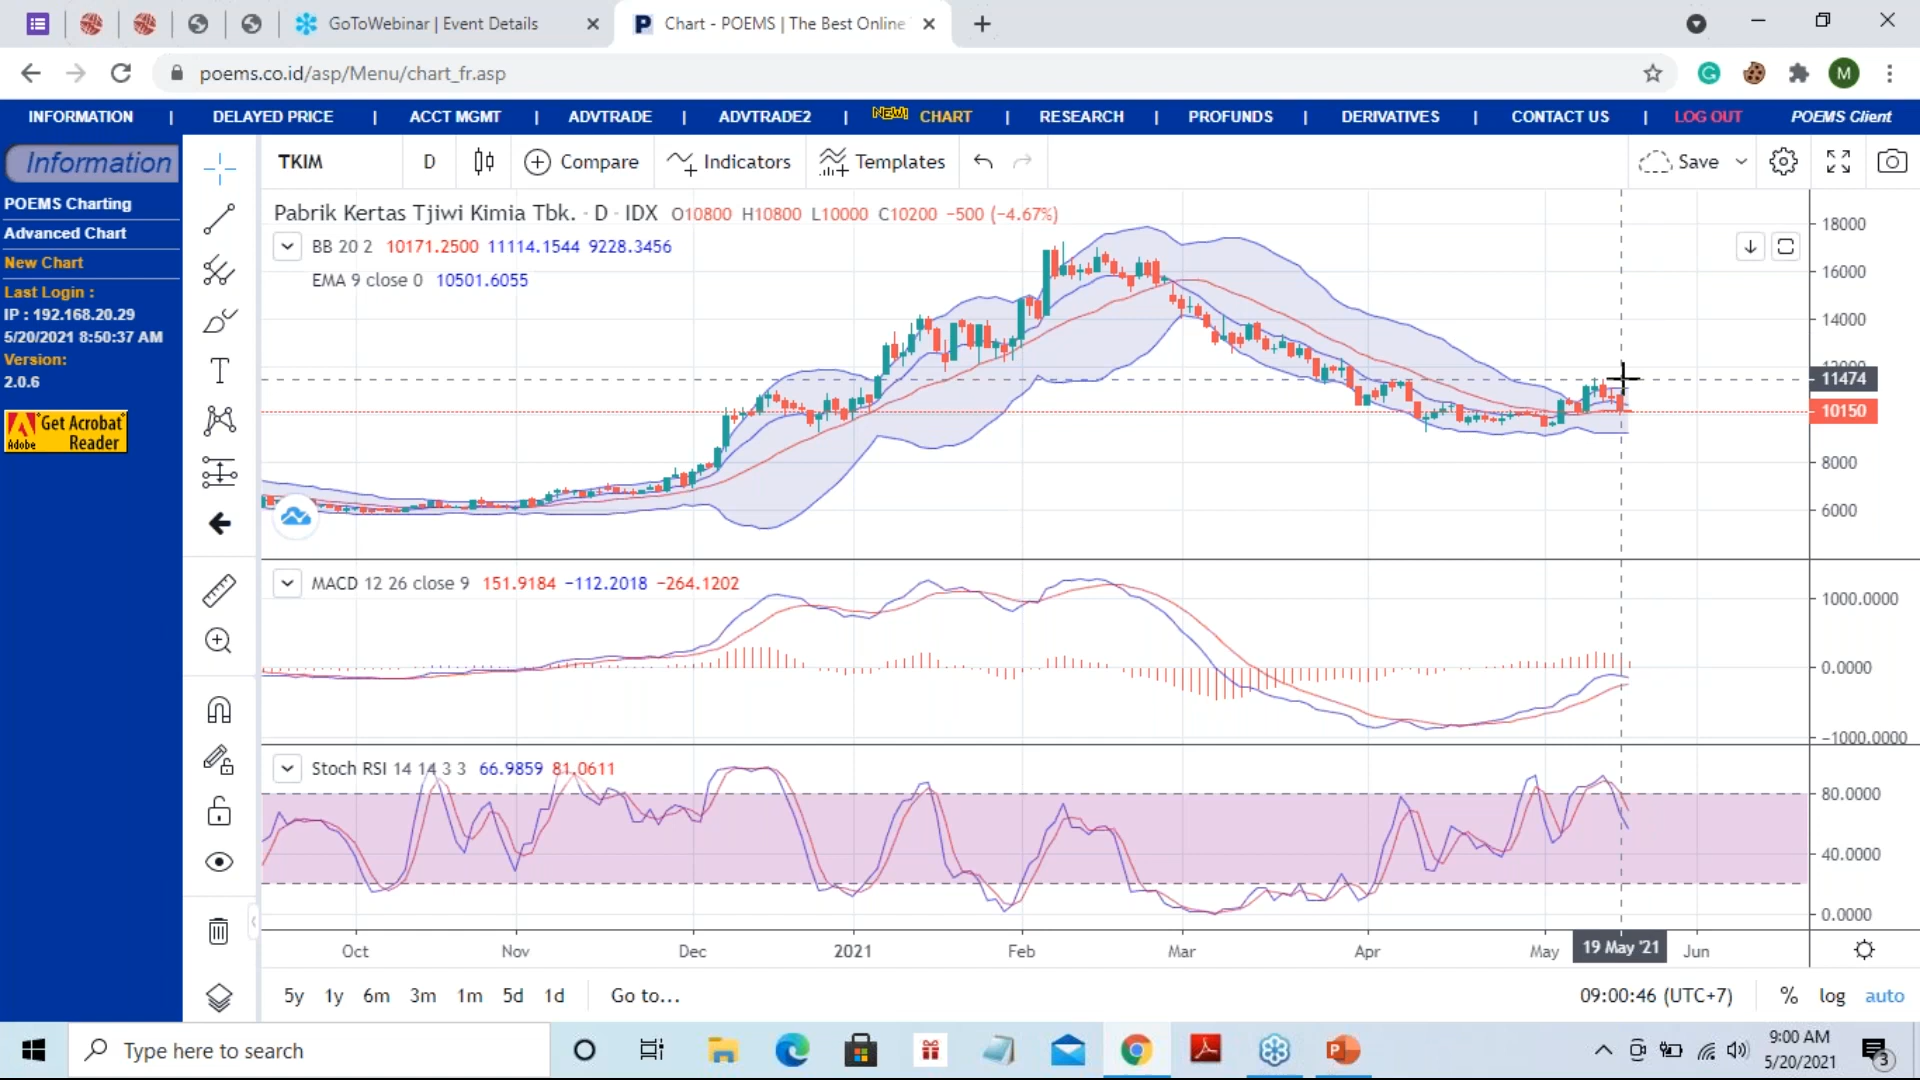 GoToWebinar | Event Details
Chart - POEMS | The Best Online
poems.co.id/asp/Menu/chart_fr.asp
M
INFORMATION | DELAYED PRICE | ACCT MGMT | ADVTRADE | ADVTRADE2 | NEW! CHART | RESEARCH | PROFUNDS | DERIVATIVES | CONTACT US | LOG OUT POEMS Client
Information
POEMS Charting
Advanced Chart
New Chart
Last Login :
IP : 192.168.20.29
5/20/2021 8:50:37 AM
Version:
2.0.6
Get Acrobat
Adobe Reader
TKIM D Compare Indicators Templates Save
Pabrik Kertas Tjiwi Kimia Tbk. · D · IDX O10800 H10800 L10000 C10200 −500 (−4.67%)
BB 20 2 10171.2500 11114.1544 9228.3456
EMA 9 close 0 10501.6055
18000
16000
14000
12000
11474
10150
8000
6000
MACD 12 26 close 9 151.9184 −112.2018 −264.1202
1000.0000
0.0000
−1000.0000
Stoch RSI 14 14 3 3 66.9859 81.0611
80.0000
40.0000
0.0000
Oct Nov Dec 2021 Feb Mar Apr May 19 May '21 Jun
5y 1y 6m 3m 1m 5d 1d Go to... 09:00:46 (UTC+7) % log auto
Type here to search
9:00 AM
5/20/2021
3